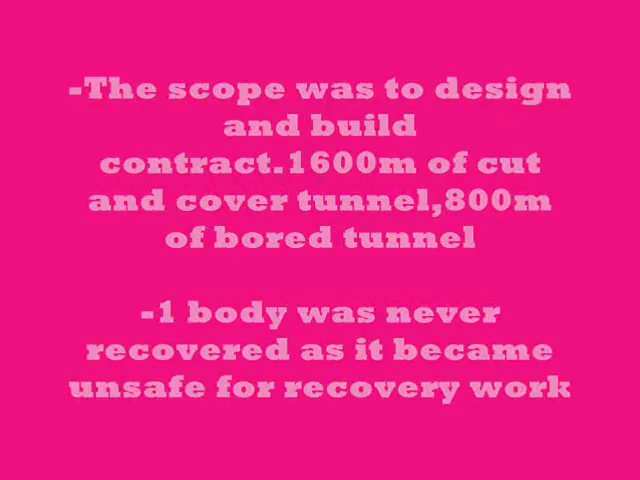 -The scope was to design
and build
contract.1600m of cut
and cover tunnel,800m
of bored tunnel
-1 body was never
recovered as it became
unsafe for recovery work